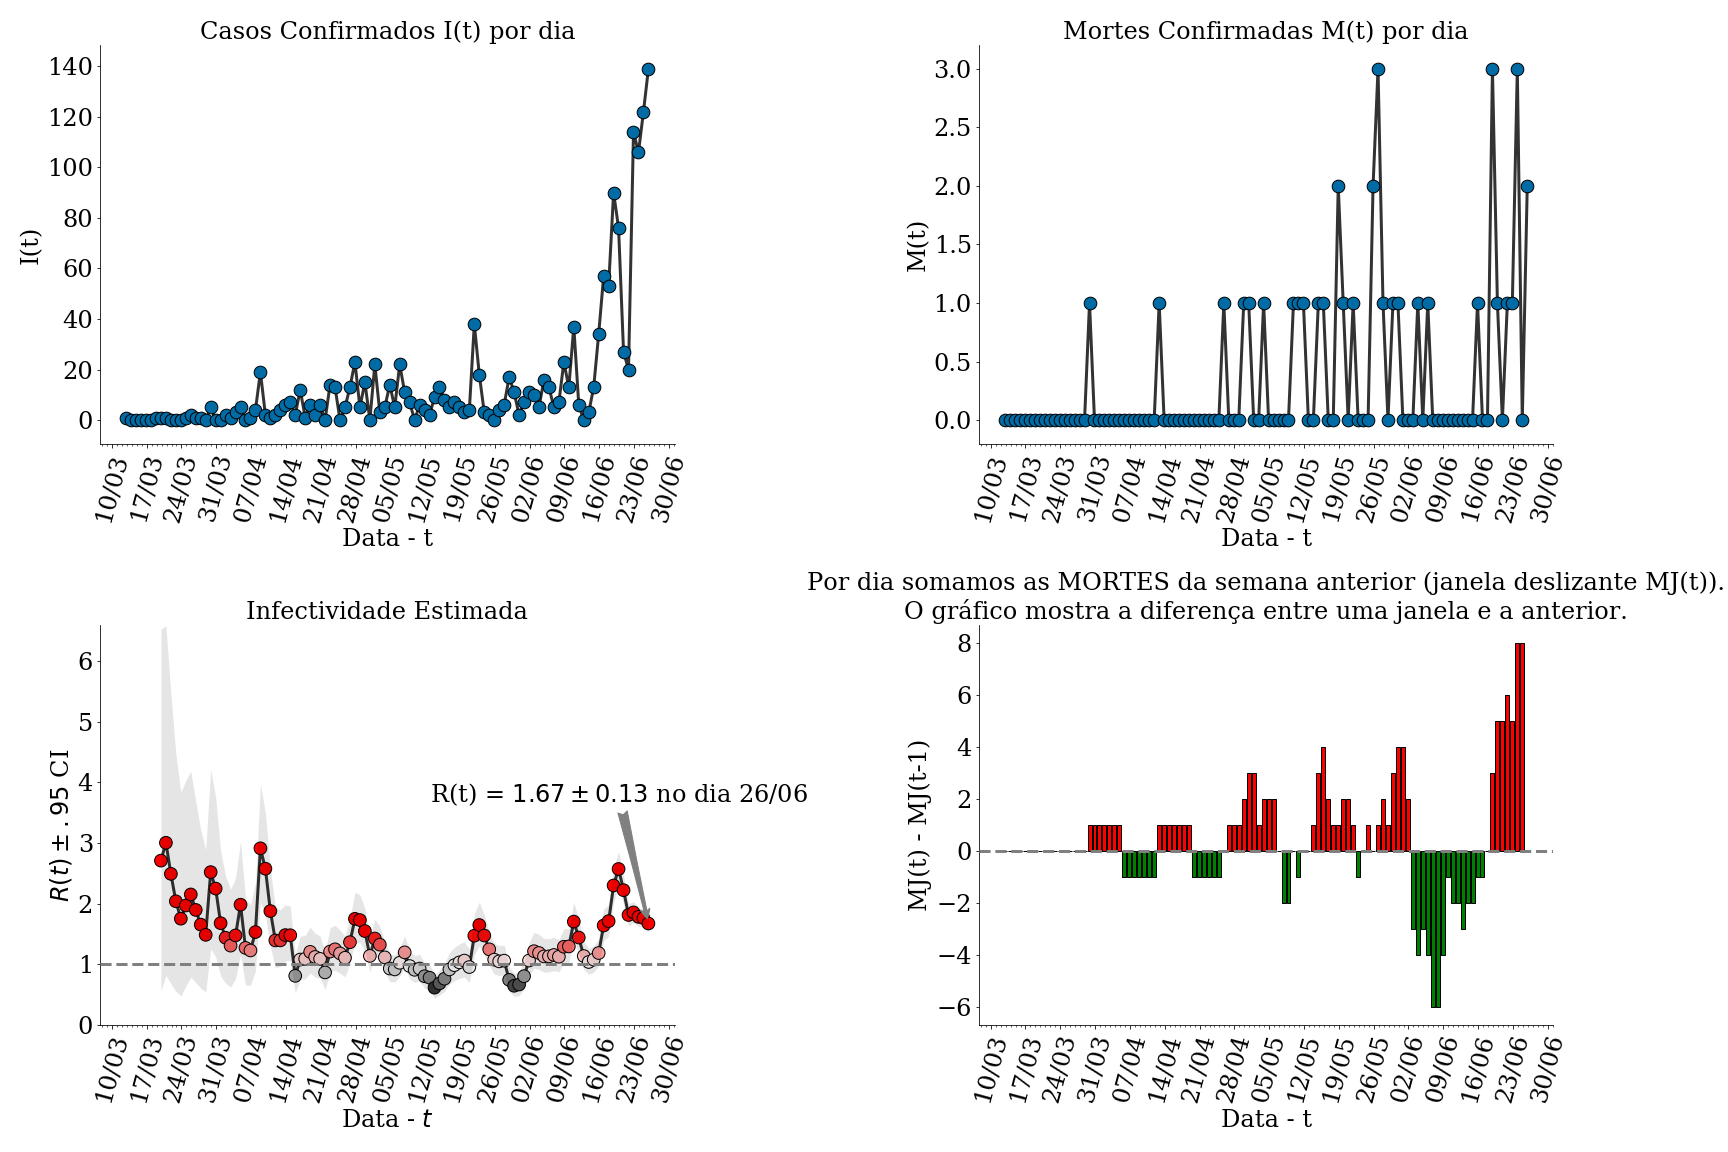 Casos Confirmados I(t) por dia
I(t)
140
120
100
80
60
40
20
0
10/03 17/03 24/03 31/03 07/04 14/04 21/04 28/04 05/05 12/05 19/05 26/05 02/06 09/06 16/06 23/06 30/06
Data - t
Mortes Confirmadas M(t) por dia
M(t)
3.0
2.5
2.0
1.5
1.0
0.5
0.0
10/03 17/03 24/03 31/03 07/04 14/04 21/04 28/04 05/05 12/05 19/05 26/05 02/06 09/06 16/06 23/06 30/06
Data - t
Infectividade Estimada
R(t) ± .95 CI
6
5
4
3
2
1
0
R(t) = 1.67 ± 0.13 no dia 26/06
10/03 17/03 24/03 31/03 07/04 14/04 21/04 28/04 05/05 12/05 19/05 26/05 02/06 09/06 16/06 23/06 30/06
Data - t
Por dia somamos as MORTES da semana anterior (janela deslizante MJ(t)).
O gráfico mostra a diferença entre uma janela e a anterior.
MJ(t) - MJ(t-1)
8
6
4
2
0
−2
−4
−6
10/03 17/03 24/03 31/03 07/04 14/04 21/04 28/04 05/05 12/05 19/05 26/05 02/06 09/06 16/06 23/06 30/06
Data - t